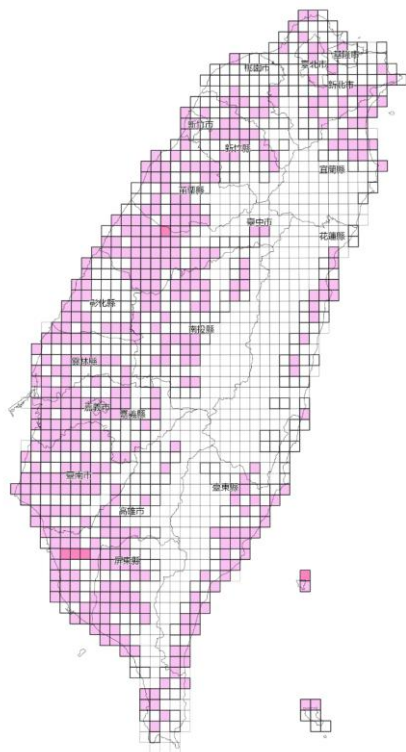 基隆市
臺北市
桃園市
新北市
新竹市
新竹縣
宜蘭縣
苗栗縣
臺中市
花蓮縣
彰化縣
南投縣
雲林縣
嘉義市
嘉義縣
臺南市
臺東縣
高雄市
屏東縣